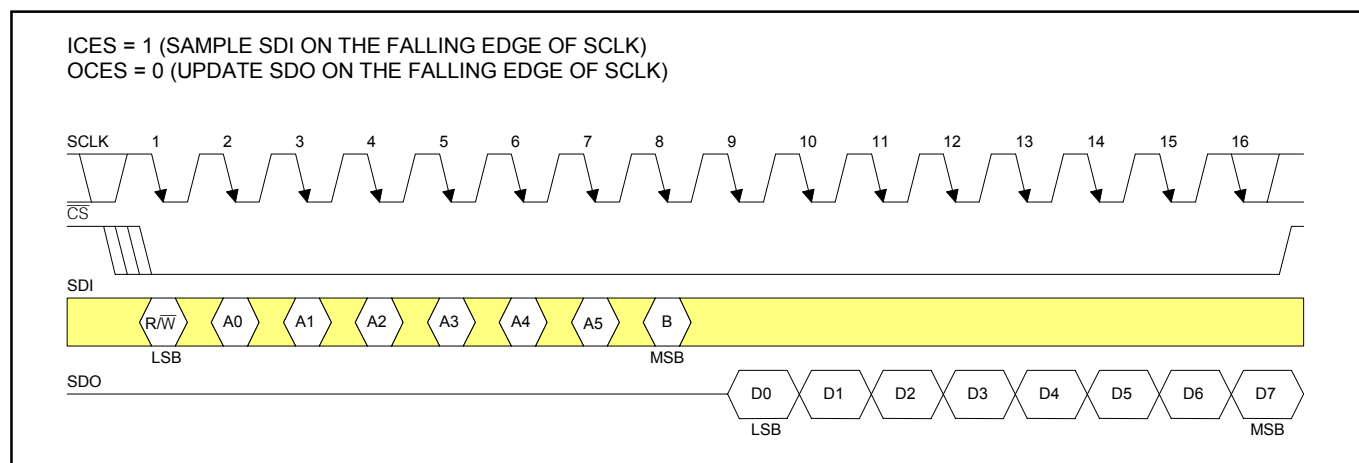 ICES = 1 (SAMPLE SDI ON THE FALLING EDGE OF SCLK)
OCES = 0 (UPDATE SDO ON THE FALLING EDGE OF SCLK)
SCLK 1 2 3 4 5 6 7 8 9 10 11 12 13 14 15 16
C̅S̅
SDI
R/W̅ A0 A1 A2 A3 A4 A5 B
LSB MSB
SDO
D0 D1 D2 D3 D4 D5 D6 D7
LSB MSB